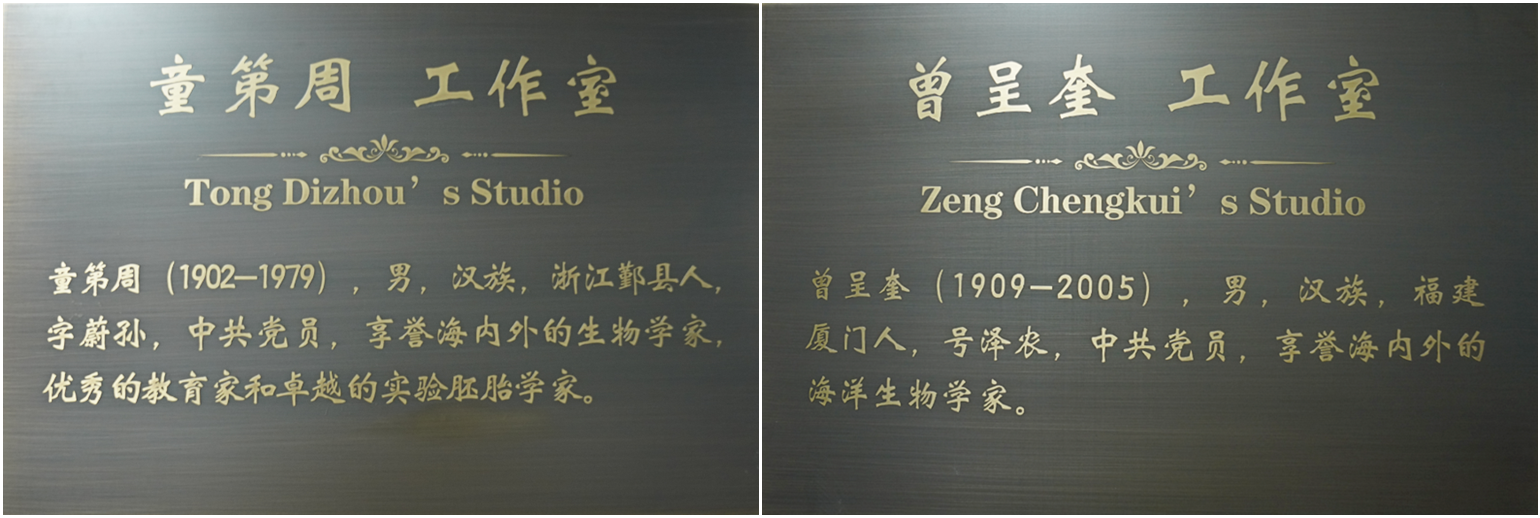 童第周 工作室
Tong Dizhou’s Studio
童第周（1902—1979），男，汉族，浙江鄞县人，
字蔚孙，中共党员，享誉海内外的生物学家，
优秀的教育家和卓越的实验胚胎学家。
曾呈奎 工作室
Zeng Chengkui’s Studio
曾呈奎（1909—2005），男，汉族，福建
厦门人，号泽农，中共党员，享誉海内外的
海洋生物学家。